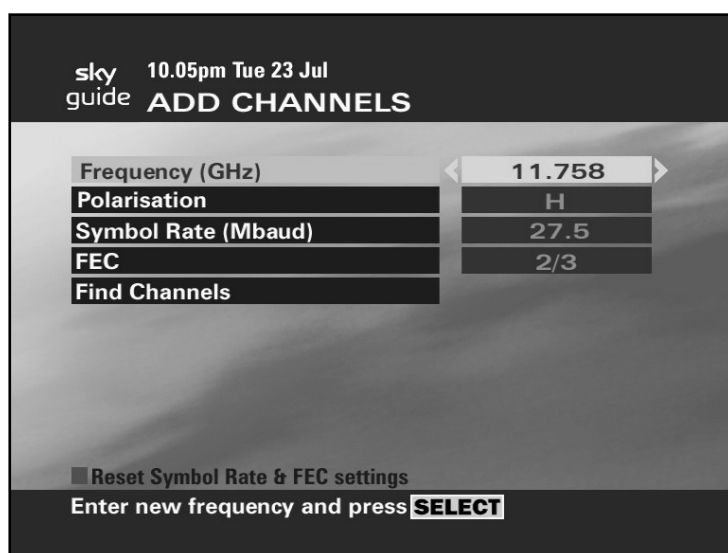 sky 10.05pm Tue 23 Jul
guide ADD CHANNELS
Frequency (GHz) 11.758
Polarisation H
Symbol Rate (Mbaud) 27.5
FEC 2/3
Find Channels
Reset Symbol Rate & FEC settings
Enter new frequency and press SELECT